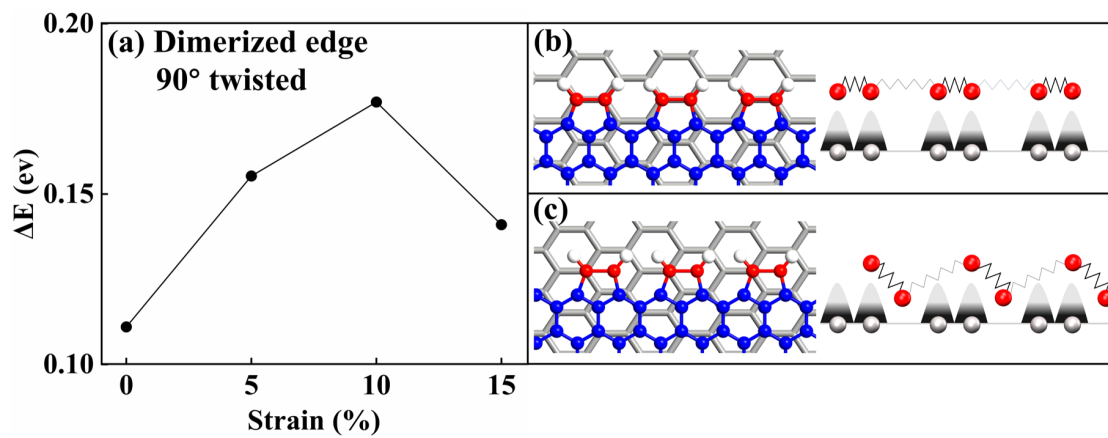 (a) Dimerized edge
90° twisted
ΔE (ev)
0.20
0.15
0.10
0 5 10 15
Strain (%)
(b)
(c)